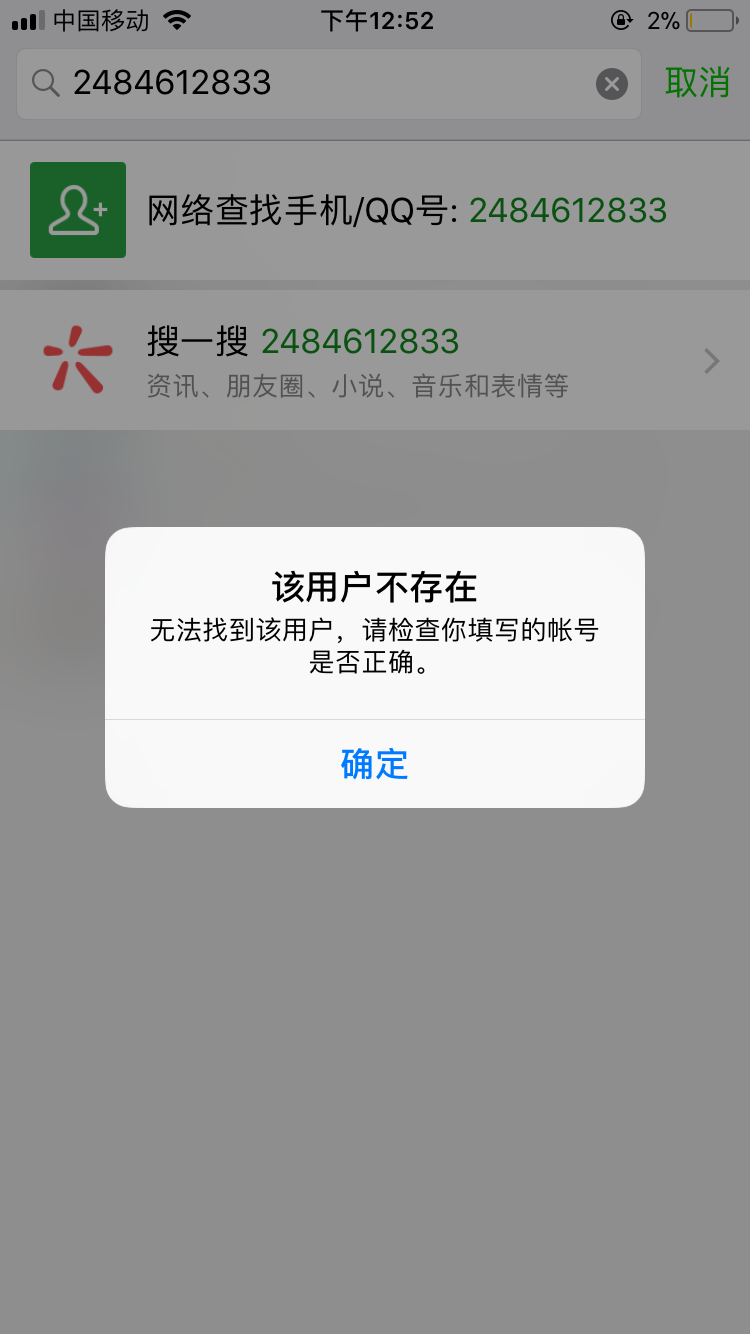 中国移动 下午12:52 2%
2484612833 取消
网络查找手机/QQ号: 2484612833
搜一搜 2484612833
资讯、朋友圈、小说、音乐和表情等
该用户不存在
无法找到该用户，请检查你填写的帐号
是否正确。
确定